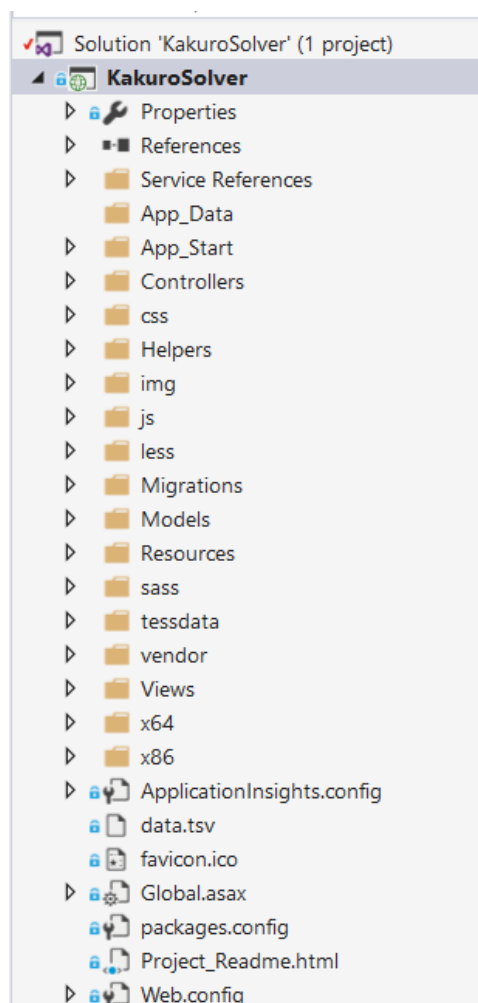 Solution 'KakuroSolver' (1 project)
KakuroSolver
Properties
References
Service References
App_Data
App_Start
Controllers
css
Helpers
img
js
less
Migrations
Models
Resources
sass
tessdata
vendor
Views
x64
x86
ApplicationInsights.config
data.tsv
favicon.ico
Global.asax
packages.config
Project_Readme.html
Web.config